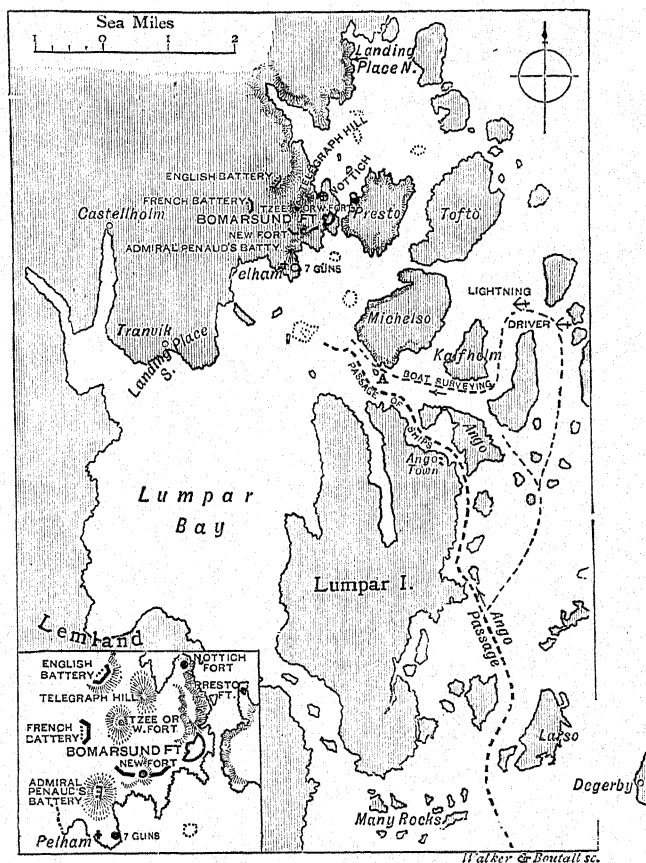 Sea Miles
1 0 1 2
Landing
Place N.
TELEGRAPH HILL
ENGLISH BATTERY
NOTTICH
FRENCH BATTERY
TZEE OR W. FORT
Presto
Castellholm
BOMARSUND FT
Tofto
NEW FORT
ADMIRAL PENAUD'S BATTY.
Pelham
7 GUNS
LIGHTNING
Michelso
DRIVER
Tranvik
Kalfholm
Landing Place
S.
A
BOAT SURVEYING
PASSAGE OF SHIPS
Ango
Ango
Town
Lumpar
Bay
Lumpar I.
Ango
Passage
Lemland
Larso
Degerby
Many Rocks
ENGLISH
BATTERY
NOTTICH
FORT
PRESTO
FT.
TELEGRAPH HILL
TZEE OR
W. FORT
FRENCH
BATTERY
BOMARSUND FT
NEW FORT
ADMIRAL
PENAUD'S
BATTERY
Pelham
7 GUNS
Walker & Boutall sc.